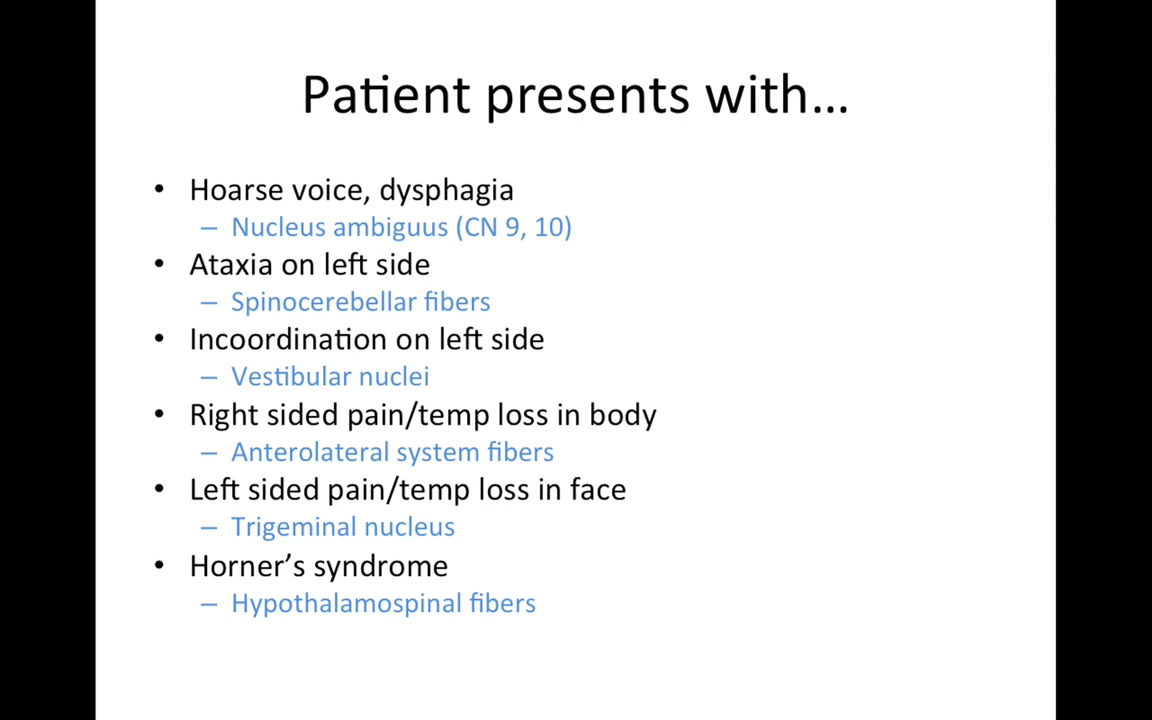 Patient presents with…
• Hoarse voice, dysphagia
– Nucleus ambiguus (CN 9, 10)
• Ataxia on left side
– Spinocerebellar fibers
• Incoordination on left side
– Vestibular nuclei
• Right sided pain/temp loss in body
– Anterolateral system fibers
• Left sided pain/temp loss in face
– Trigeminal nucleus
• Horner’s syndrome
– Hypothalamospinal fibers